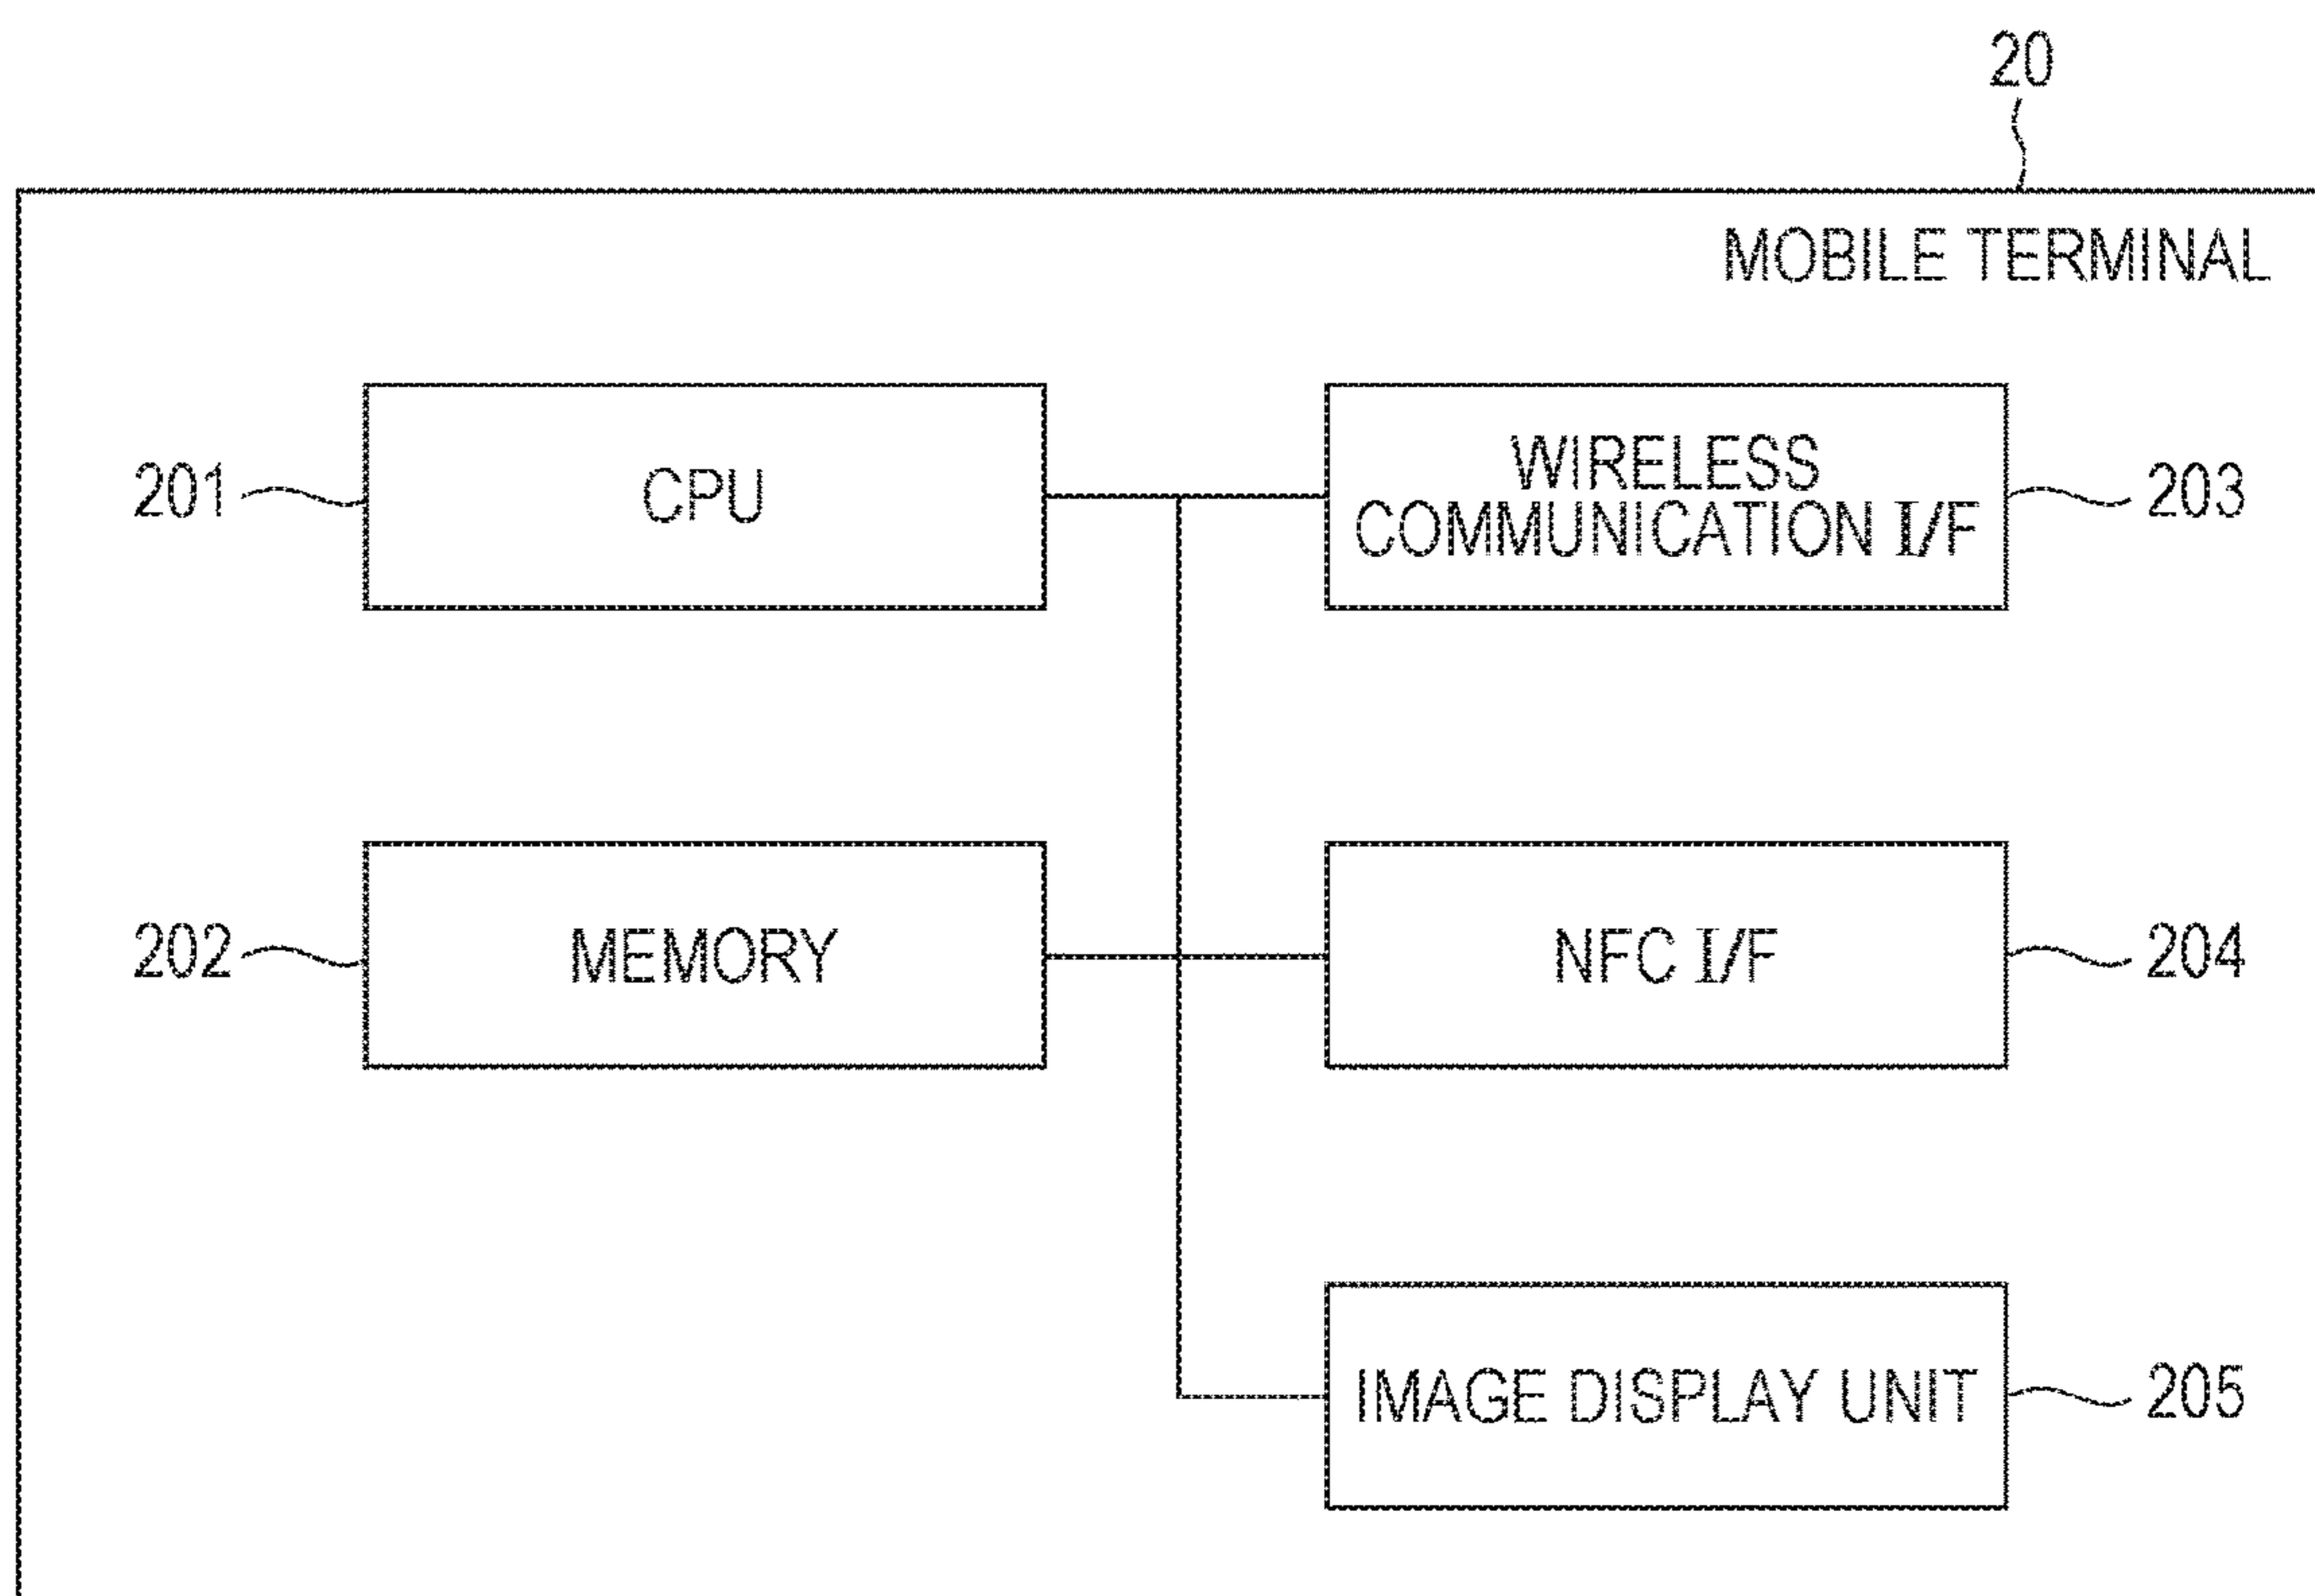 20
MOBILE TERMINAL
201
CPU
WIRELESS
COMMUNICATION I/F
203
202
MEMORY
NFC I/F
204
IMAGE DISPLAY UNIT
205